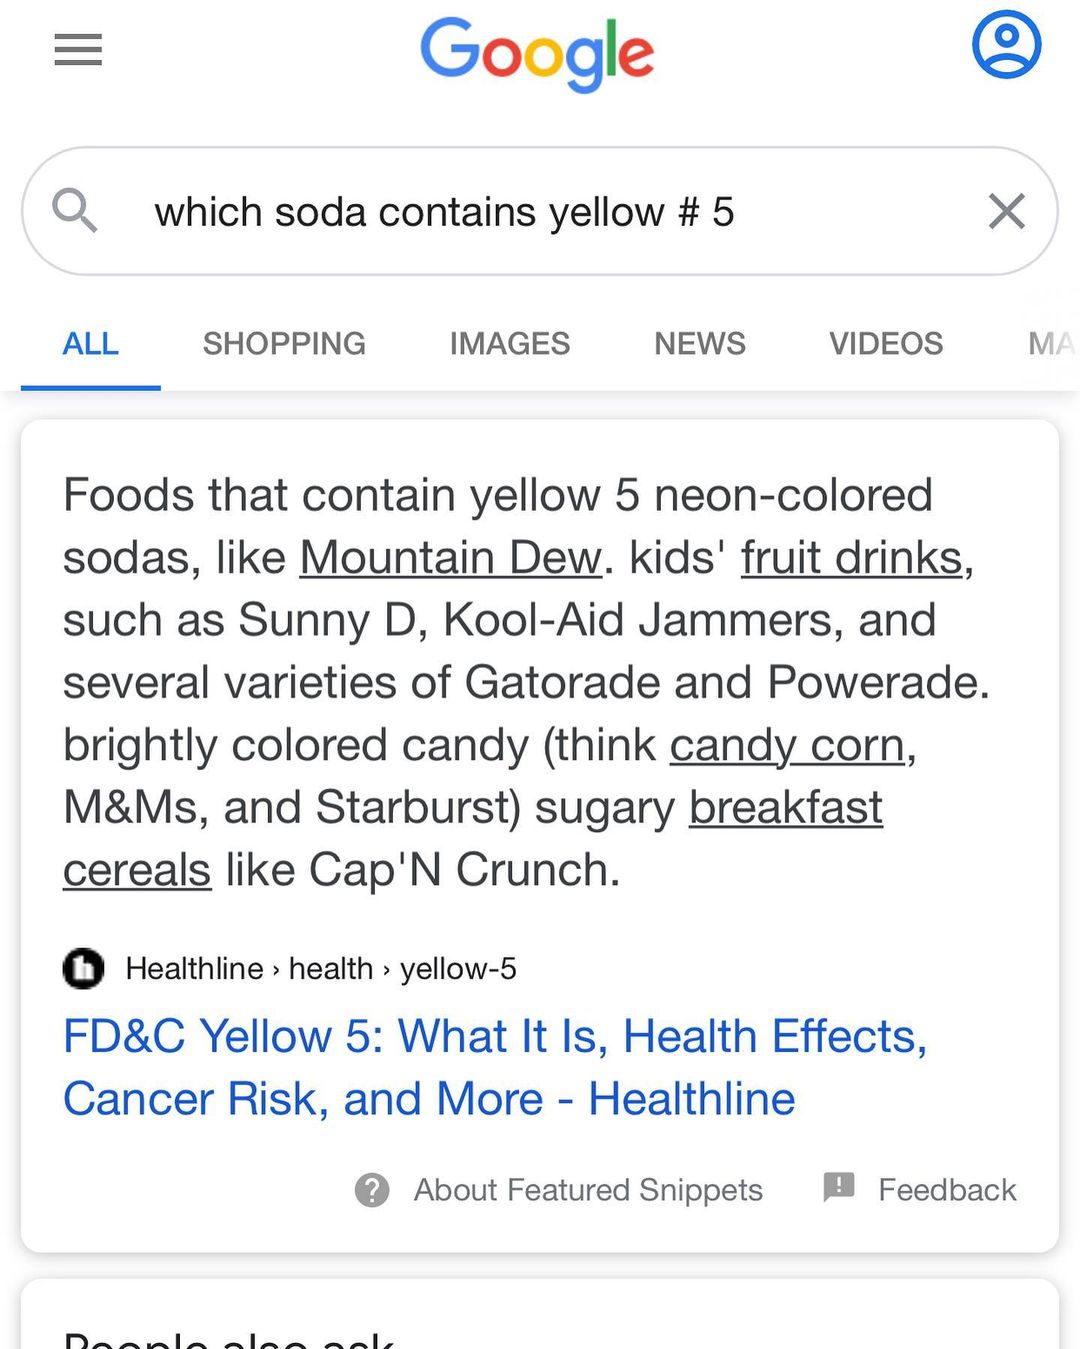 Google
which soda contains yellow # 5
ALL SHOPPING IMAGES NEWS VIDEOS MA
Foods that contain yellow 5 neon-colored
sodas, like Mountain Dew. kids' fruit drinks,
such as Sunny D, Kool-Aid Jammers, and
several varieties of Gatorade and Powerade.
brightly colored candy (think candy corn,
M&Ms, and Starburst) sugary breakfast
cereals like Cap'N Crunch.
Healthline › health › yellow-5
FD&C Yellow 5: What It Is, Health Effects,
Cancer Risk, and More - Healthline
About Featured Snippets Feedback
People also ask